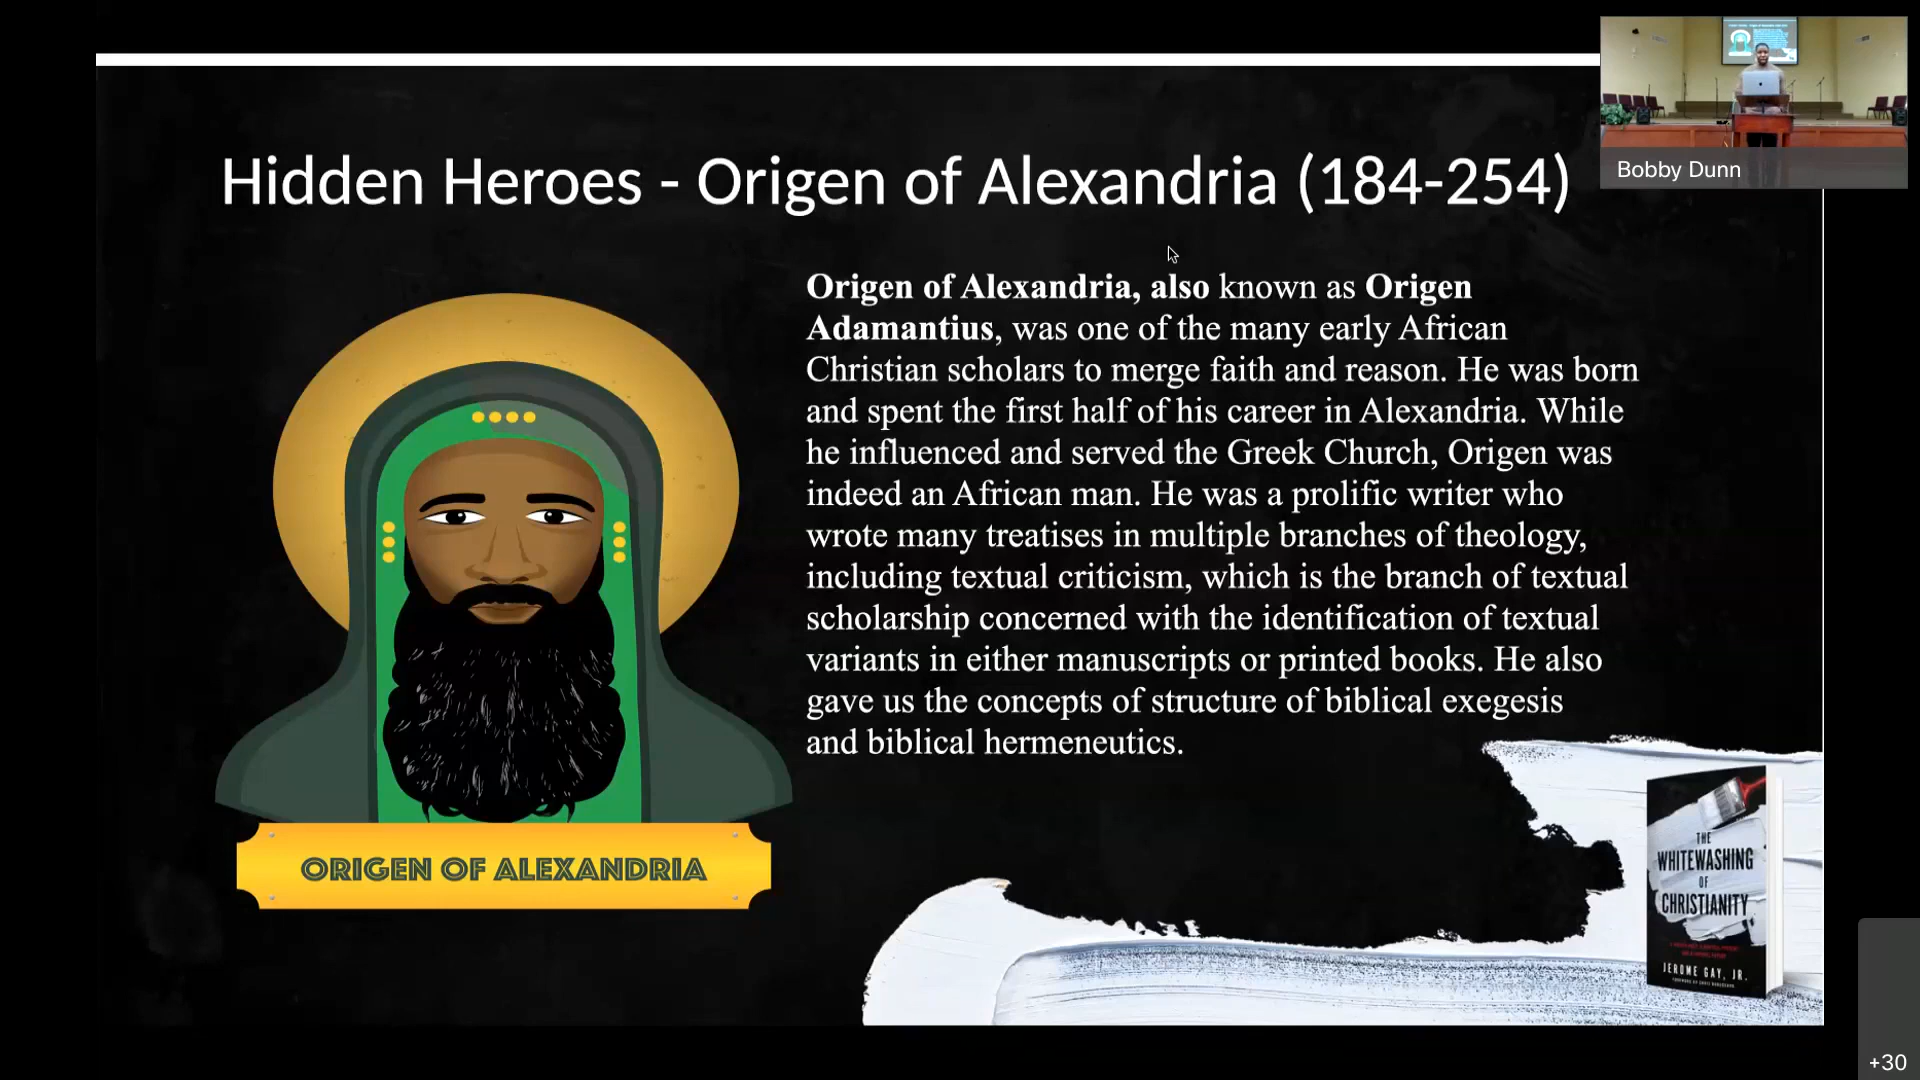 Hidden Heroes - Origen of Alexandria (184-254)
Bobby Dunn
Origen of Alexandria, also known as Origen
Adamantius, was one of the many early African
Christian scholars to merge faith and reason. He was born
and spent the first half of his career in Alexandria. While
he influenced and served the Greek Church, Origen was
indeed an African man. He was a prolific writer who
wrote many treatises in multiple branches of theology,
including textual criticism, which is the branch of textual
scholarship concerned with the identification of textual
variants in either manuscripts or printed books. He also
gave us the concepts of structure of biblical exegesis
and biblical hermeneutics.
ORIGEN OF ALEXANDRIA
THE
WHITEWASHING
OF
CHRISTIANITY
JEROME GAY, JR.
+30